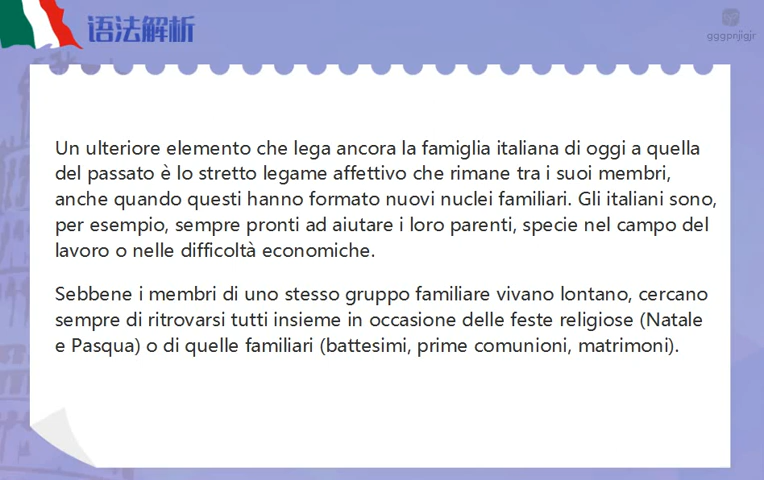 语法解析
gggpnjigjr
Un ulteriore elemento che lega ancora la famiglia italiana di oggi a quella
del passato è lo stretto legame affettivo che rimane tra i suoi membri,
anche quando questi hanno formato nuovi nuclei familiari. Gli italiani sono,
per esempio, sempre pronti ad aiutare i loro parenti, specie nel campo del
lavoro o nelle difficoltà economiche.
Sebbene i membri di uno stesso gruppo familiare vivano lontano, cercano
sempre di ritrovarsi tutti insieme in occasione delle feste religiose (Natale
e Pasqua) o di quelle familiari (battesimi, prime comunioni, matrimoni).